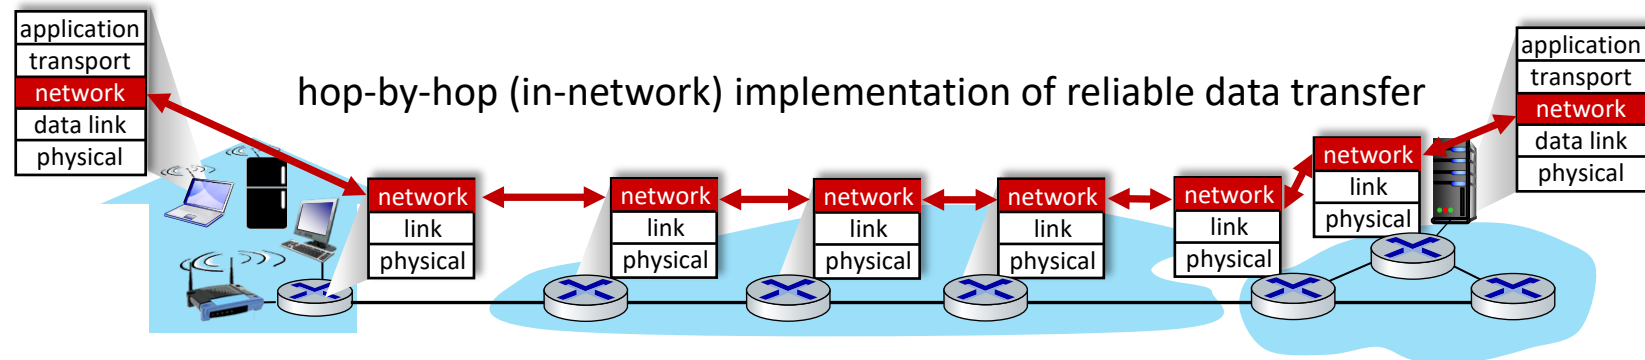 application
transport
network
data link
physical
hop-by-hop (in-network) implementation of reliable data transfer
network
link
physical
network
link
physical
network
link
physical
network
link
physical
network
link
physical
network
link
physical
application
transport
network
data link
physical